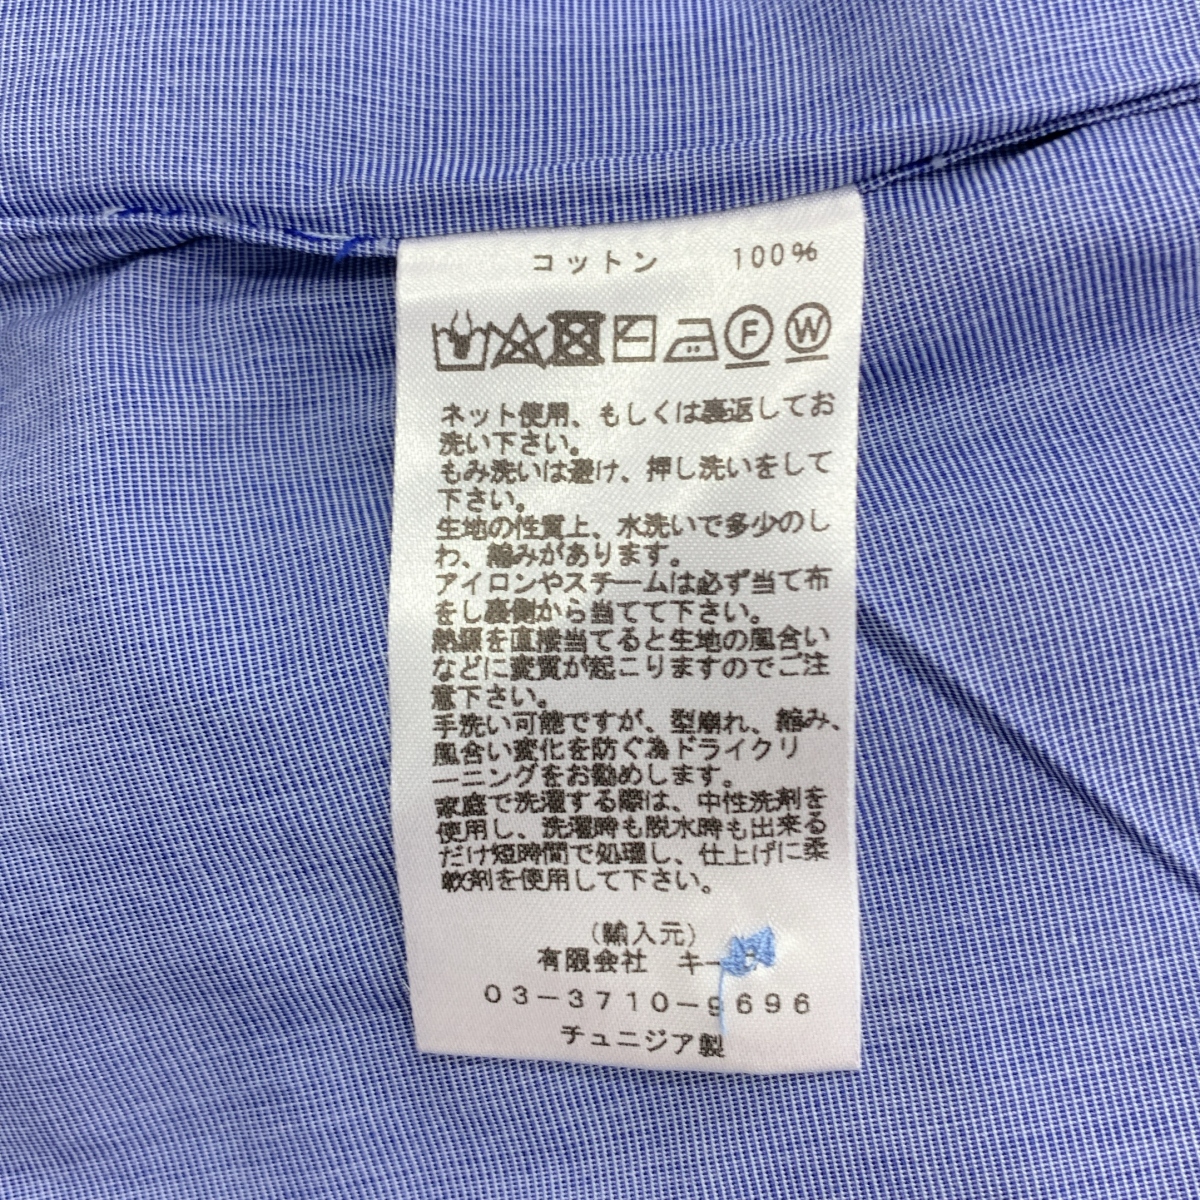 コットン 100%
F W
ネット使用、もしくは裏返してお
洗い下さい。
もみ洗いは避け、押し洗いをして
下さい。
生地の性質上、水洗いで多少のし
わ、縮みがあります。
アイロンやスチームは必ず当て布
をし裏側から当てて下さい。
熱源を直接当てると生地の風合い
などに変質が起こりますのでご注
意下さい。
手洗い可能ですが、型崩れ、縮み、
風合い変化を防ぐ為ドライクリ
ーニングをお勧めします。
家庭で洗濯する際は、中性洗剤を
使用し、洗濯時も脱水時も出来る
だけ短時間で処理し、仕上げに柔
軟剤を使用して下さい。
(輸入元)
有限会社
03-3710-9696
チュニジア製